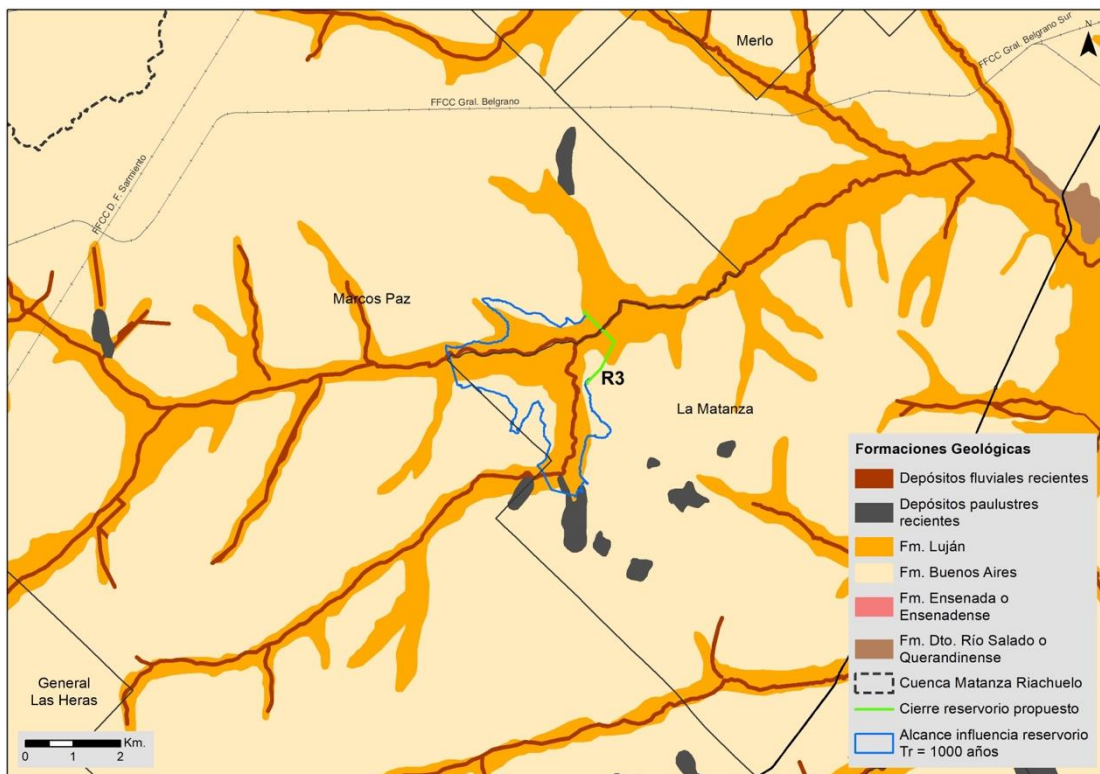 Merlo
FFCC Gral. Belgrano Sur
N
FFCC Gral. Belgrano
FFCC D. F. Sarmiento
Marcos Paz
R3
La Matanza
General
Las Heras
Km.
0 1 2
Formaciones Geológicas
Depósitos fluviales recientes
Depósitos paulustres
recientes
Fm. Luján
Fm. Buenos Aires
Fm. Ensenada o
Ensenadense
Fm. Dto. Río Salado o
Querandinense
Cuenca Matanza Riachuelo
Cierre reservorio propuesto
Alcance influencia reservorio
Tr = 1000 años